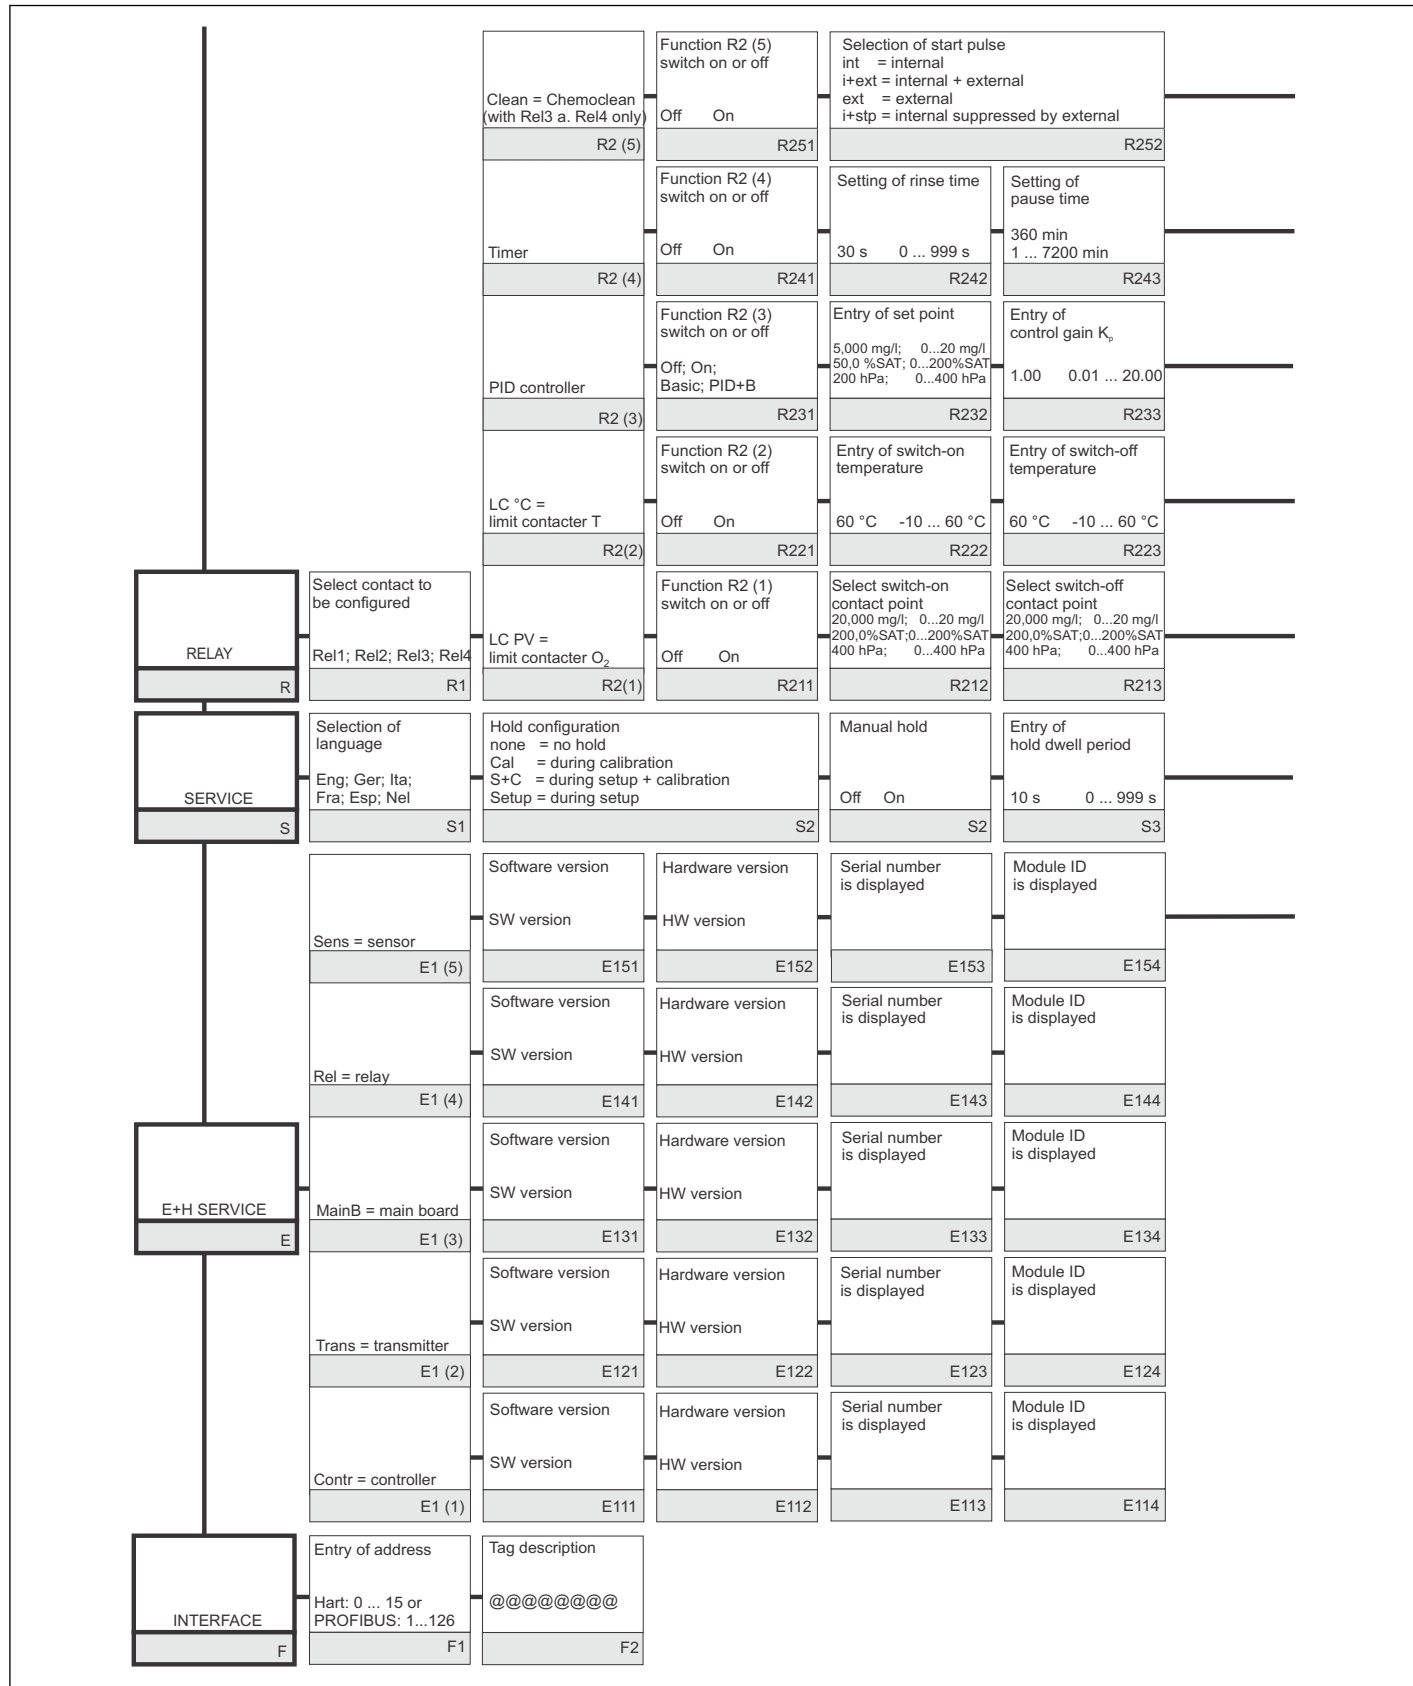 Clean = Chemoclean
(with Rel3 a. Rel4 only)
R2 (5)
Function R2 (5)
switch on or off
Off On
R251
Selection of start pulse
int = internal
i+ext = internal + external
ext = external
i+stp = internal suppressed by external
R252
Timer
R2 (4)
Function R2 (4)
switch on or off
Off On
R241
Setting of rinse time
30 s 0 ... 999 s
R242
Setting of
pause time
360 min
1 ... 7200 min
R243
PID controller
R2 (3)
Function R2 (3)
switch on or off
Off; On;
Basic; PID+B
R231
Entry of set point
5,000 mg/l; 0...20 mg/l
50,0 %SAT; 0...200%SAT
200 hPa; 0...400 hPa
R232
Entry of
control gain Kp
1.00 0.01 ... 20.00
R233
LC °C =
limit contacter T
R2(2)
Function R2 (2)
switch on or off
Off On
R221
Entry of switch-on
temperature
60 °C -10 ... 60 °C
R222
Entry of switch-off
temperature
60 °C -10 ... 60 °C
R223
RELAY
R
Select contact to
be configured
Rel1; Rel2; Rel3; Rel4
R1
LC PV =
limit contacter O2
R2(1)
Function R2 (1)
switch on or off
Off On
R211
Select switch-on
contact point
20,000 mg/l; 0...20 mg/l
200,0%SAT;0...200%SAT
400 hPa; 0...400 hPa
R212
Select switch-off
contact point
20,000 mg/l; 0...20 mg/l
200,0%SAT;0...200%SAT
400 hPa; 0...400 hPa
R213
SERVICE
S
Selection of
language
Eng; Ger; Ita;
Fra; Esp; Nel
S1
Hold configuration
none = no hold
Cal = during calibration
S+C = during setup + calibration
Setup = during setup
S2
Manual hold
Off On
S2
Entry of
hold dwell period
10 s 0 ... 999 s
S3
Sens = sensor
E1 (5)
Software version
SW version
E151
Hardware version
HW version
E152
Serial number
is displayed
E153
Module ID
is displayed
E154
Rel = relay
E1 (4)
Software version
SW version
E141
Hardware version
HW version
E142
Serial number
is displayed
E143
Module ID
is displayed
E144
E+H SERVICE
E
MainB = main board
E1 (3)
Software version
SW version
E131
Hardware version
HW version
E132
Serial number
is displayed
E133
Module ID
is displayed
E134
Trans = transmitter
E1 (2)
Software version
SW version
E121
Hardware version
HW version
E122
Serial number
is displayed
E123
Module ID
is displayed
E124
Contr = controller
E1 (1)
Software version
SW version
E111
Hardware version
HW version
E112
Serial number
is displayed
E113
Module ID
is displayed
E114
INTERFACE
F
Entry of address
Hart: 0 ... 15 or
PROFIBUS: 1...126
F1
Tag description
@@@@@@@@
F2